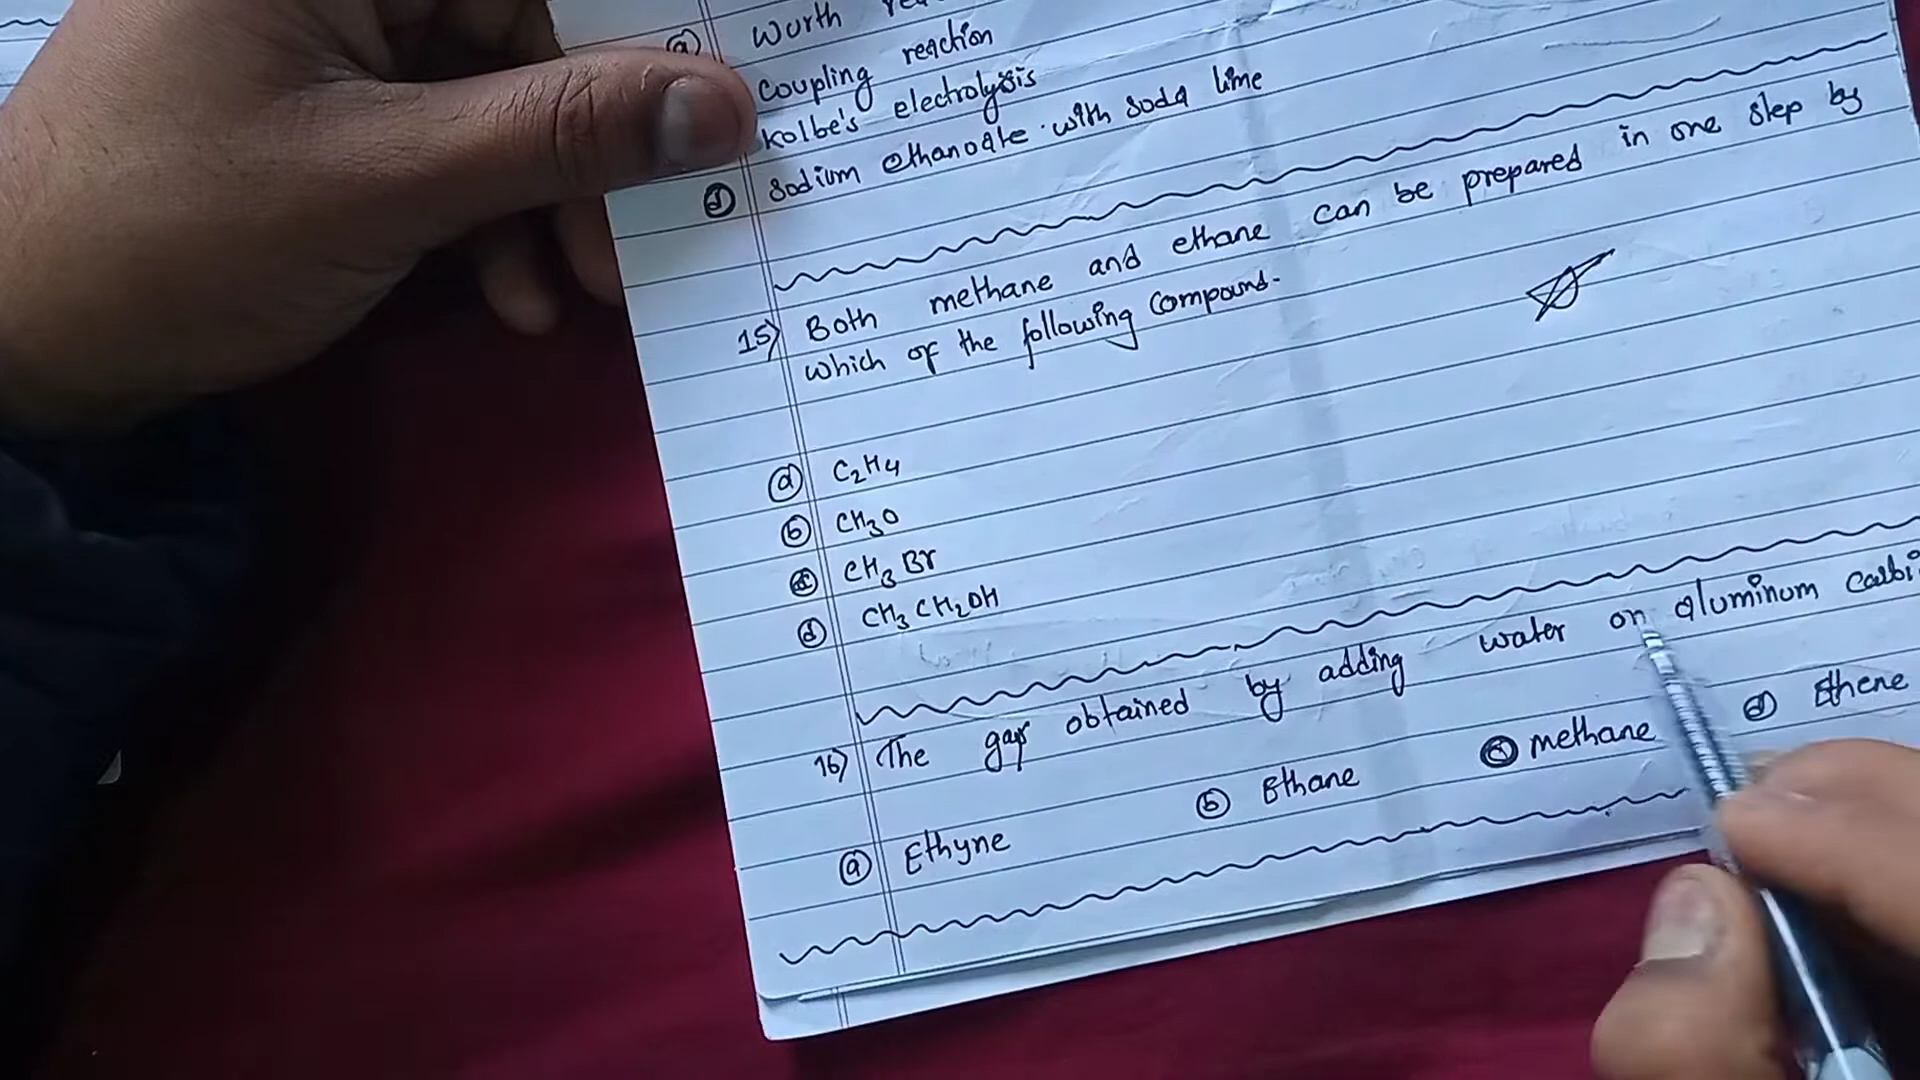 ⓐ Worth
Coupling reaction
Kolbe's electrolysis
ⓓ Sodium ethanoate with soda lime
15) Both methane and ethane can be prepared in one step by
which of the following compound.
ⓐ C₂H₄
ⓑ CH₃O
ⓒ CH₃Br
ⓓ CH₃CH₂OH
16) The gas obtained by adding water on aluminum
ⓐ Ethyne ⓑ Ethane ⓒ methane ⓓ Ethene